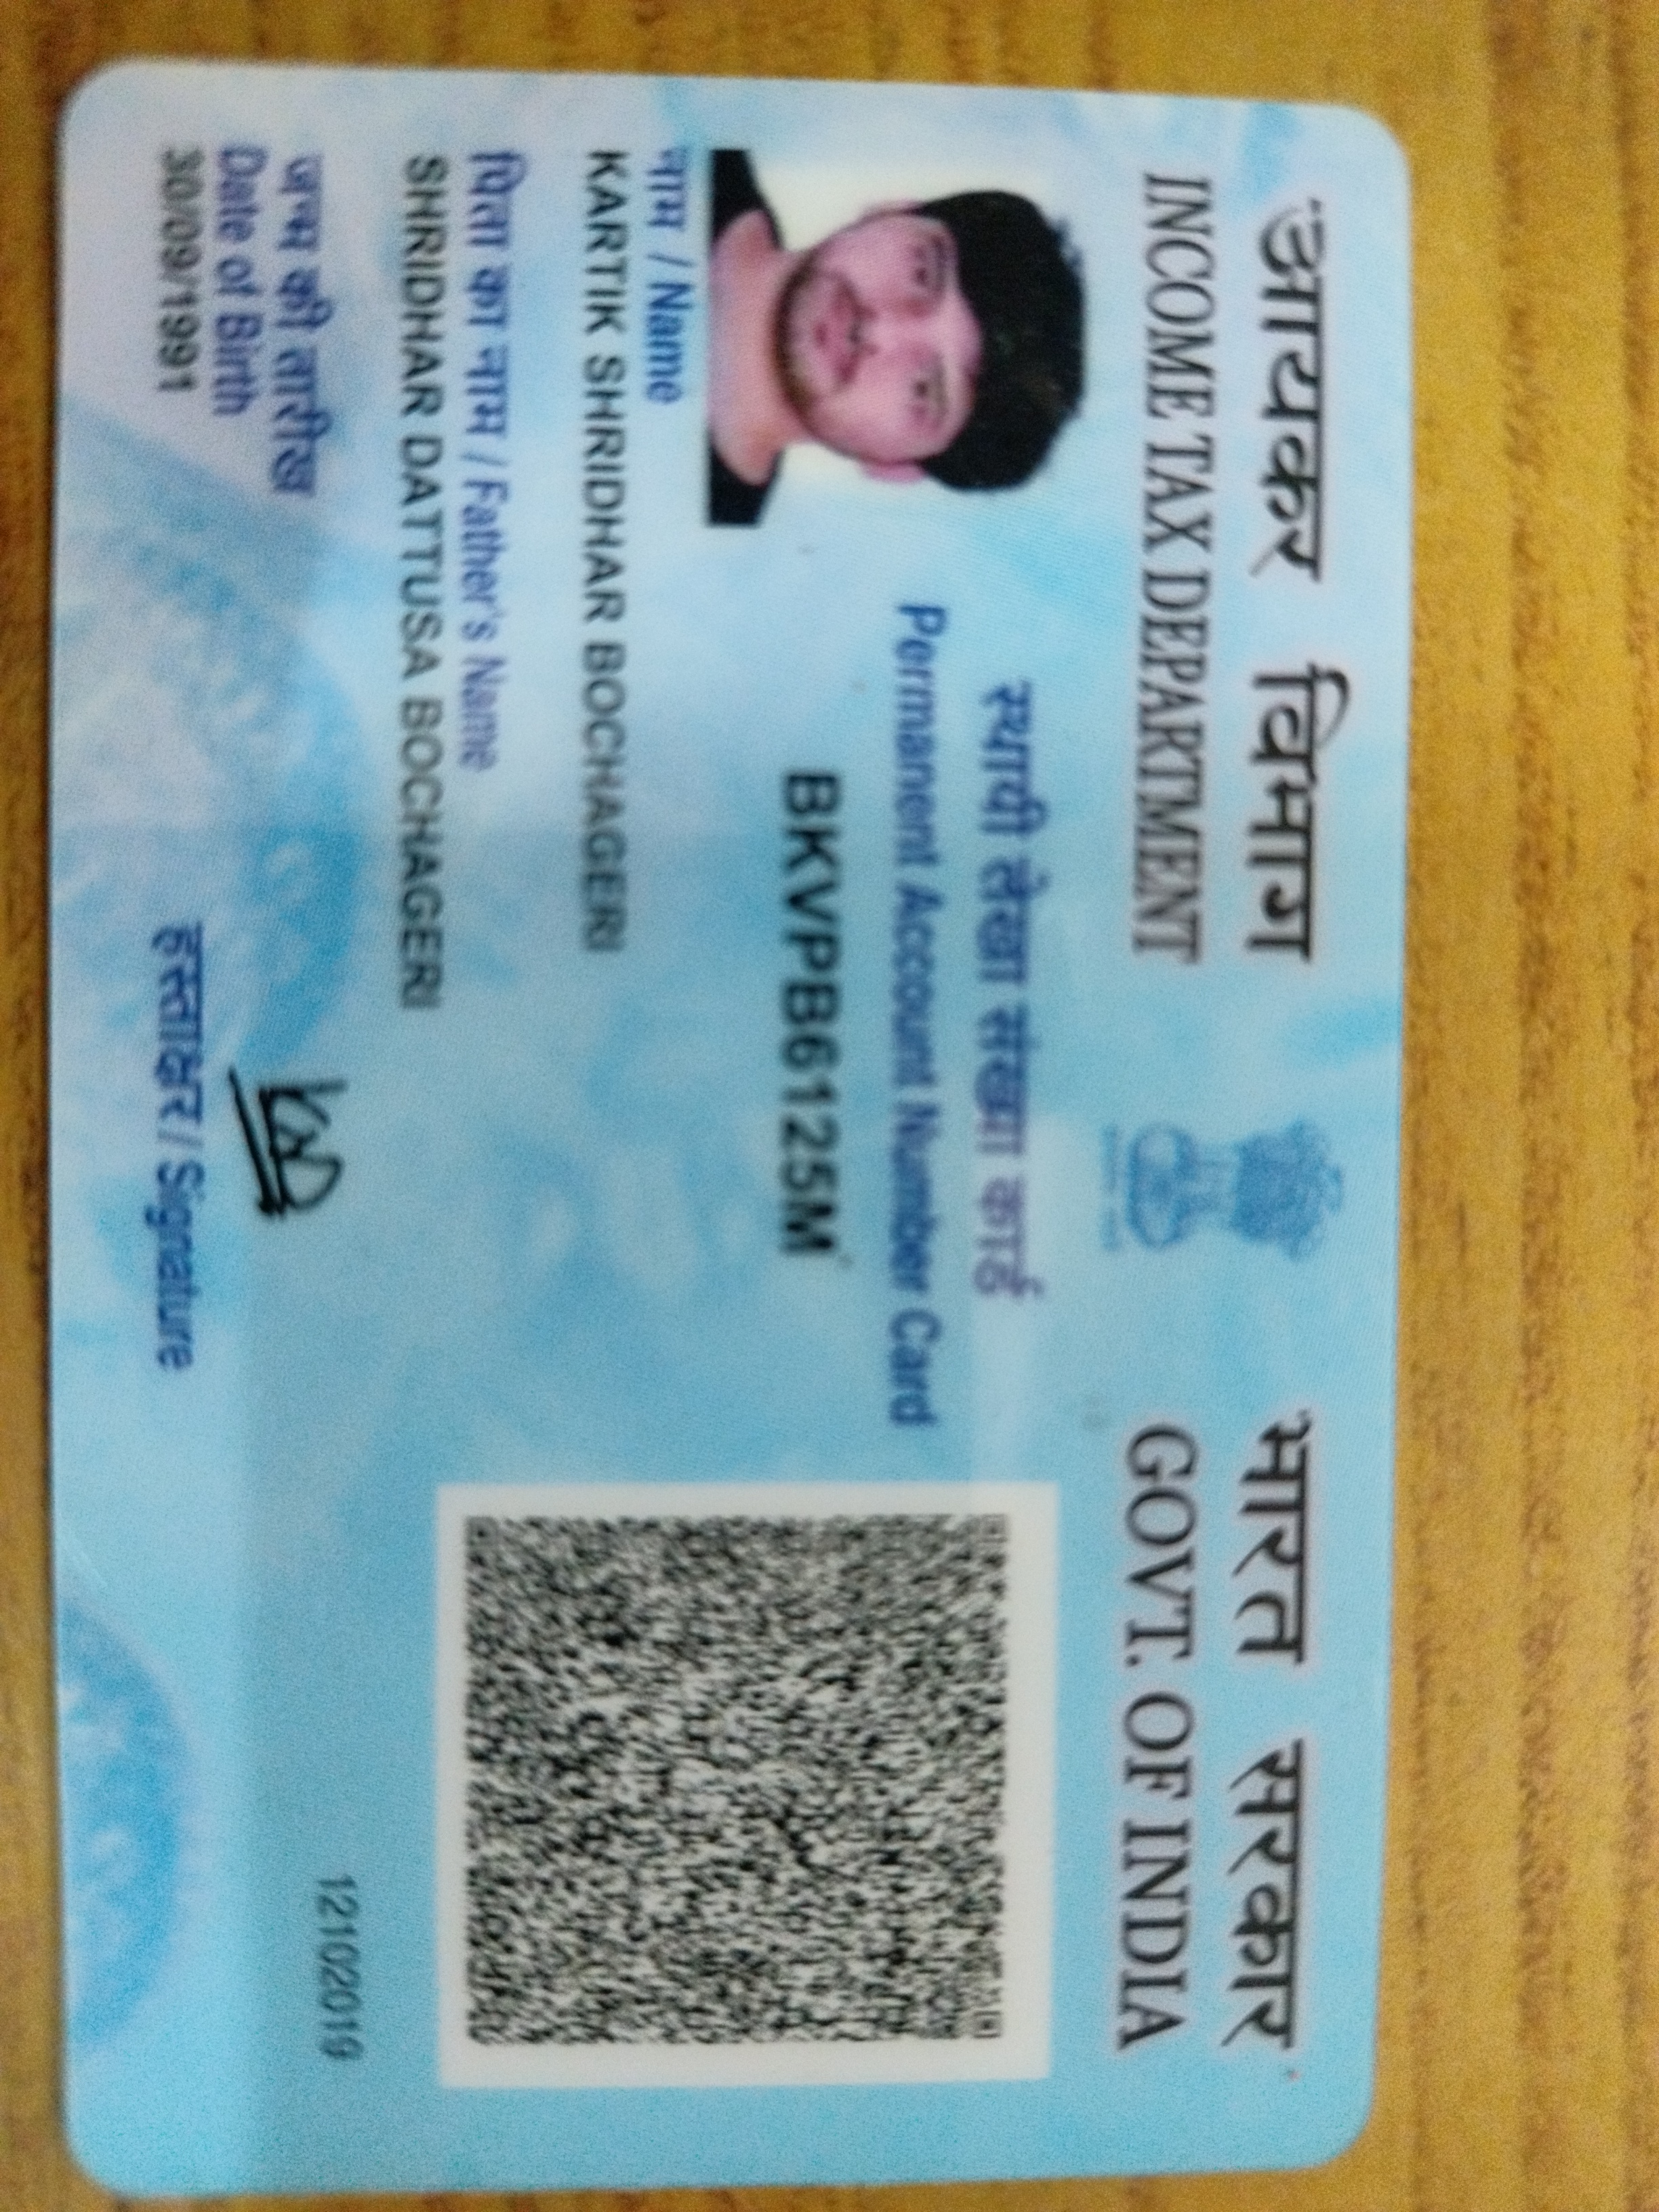 आयकर विभाग
INCOME TAX DEPARTMENT
भारत सरकार
GOVT. OF INDIA
स्थायी लेखा संख्या कार्ड
Permanent Account Number Card
BKVPB6125M
नाम / Name
KARTIK SHRIDHAR BOCHAGERI
पिता का नाम / Father's Name
SHRIDHAR DATTUSA BOCHAGERI
जन्म की तारीख
Date of Birth
30/09/1991
हस्ताक्षर / Signature
12102019